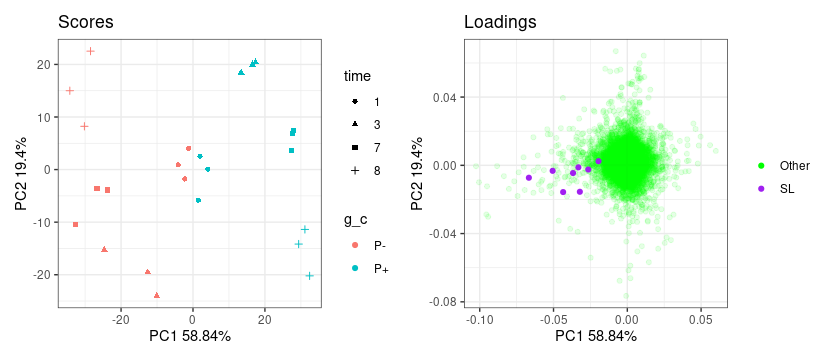 Scores
20
10
0
-10
-20
PC2 19.4%
-20
0
20
PC1 58.84%
time
1
3
7
8
g_c
P-
P+
Loadings
0.04
0.00
-0.04
-0.08
PC2 19.4%
-0.10
-0.05
0.00
0.05
PC1 58.84%
Other
SL